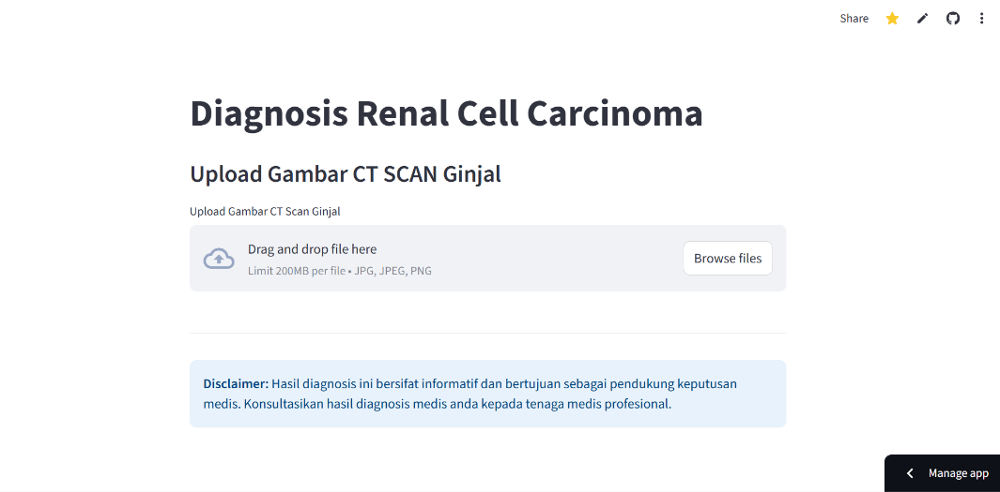 Share
Diagnosis Renal Cell Carcinoma
Upload Gambar CT SCAN Ginjal
Upload Gambar CT Scan Ginjal
Drag and drop file here
Limit 200MB per file • JPG, JPEG, PNG
Browse files
Disclaimer: Hasil diagnosis ini bersifat informatif dan bertujuan sebagai pendukung keputusan
medis. Konsultasikan hasil diagnosis medis anda kepada tenaga medis profesional.
Manage app